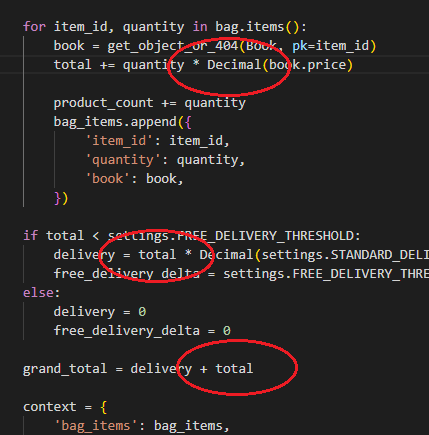 for item_id, quantity in bag.items():
book = get_object_or_404(Book, pk=item_id)
total += quantity * Decimal(book.price)
product_count += quantity
bag_items.append({
'item_id': item_id,
'quantity': quantity,
'book': book,
})
if total < settings.FREE_DELIVERY_THRESHOLD:
delivery = total * Decimal(settings.STANDARD_DELI
free_delivery_delta = settings.FREE_DELIVERY_THRE
else:
delivery = 0
free_delivery_delta = 0
grand_total = delivery + total
context = {
'bag_items': bag_items,